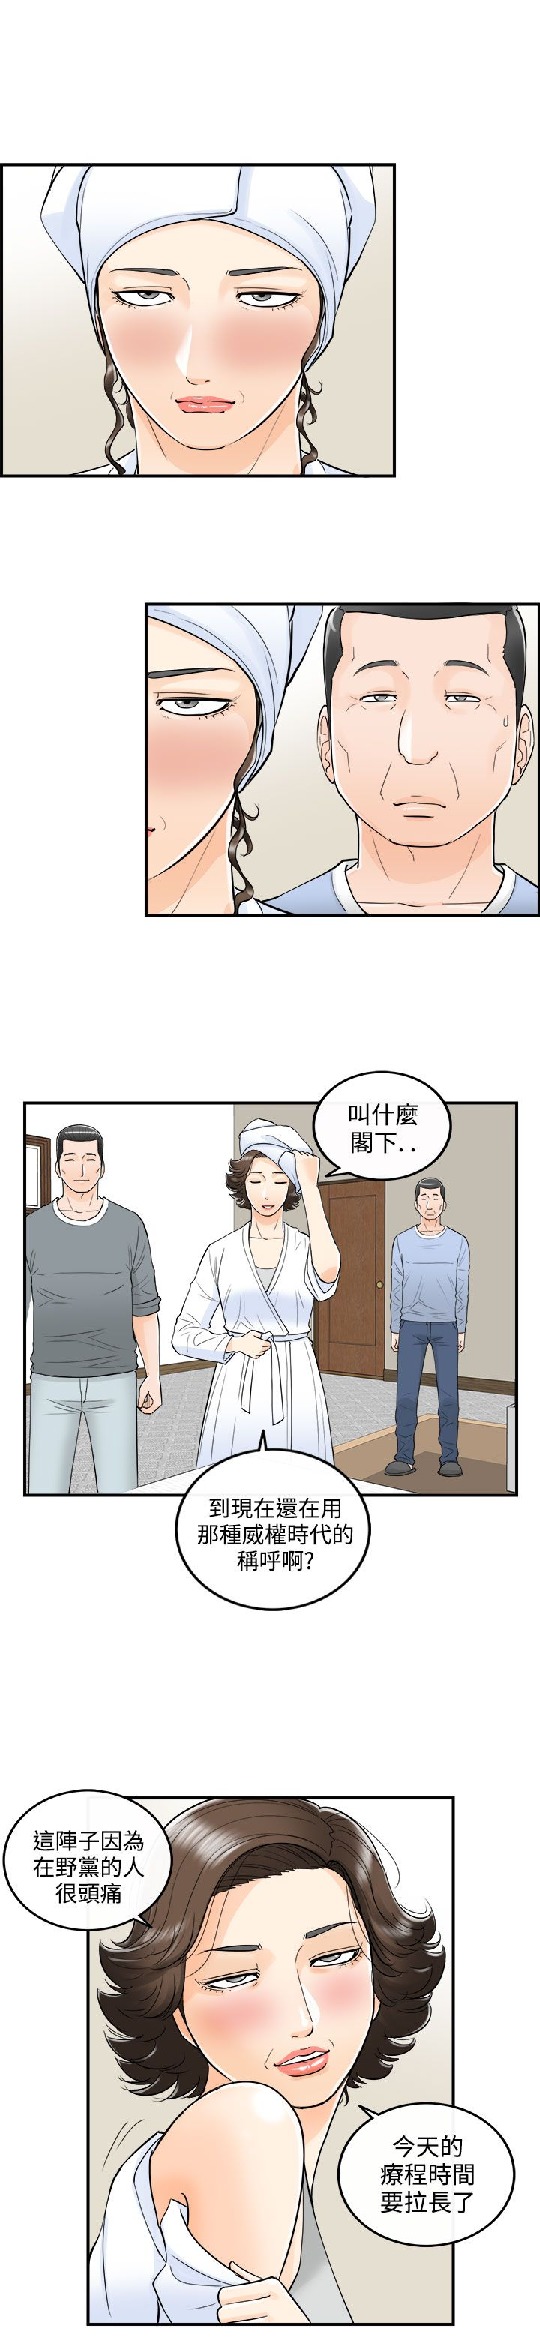 叫什麼
閣下..
到現在還在用
那種威權時代的
稱呼啊?
這陣子因為
在野黨的人
很頭痛
今天的
療程時間
要拉長了